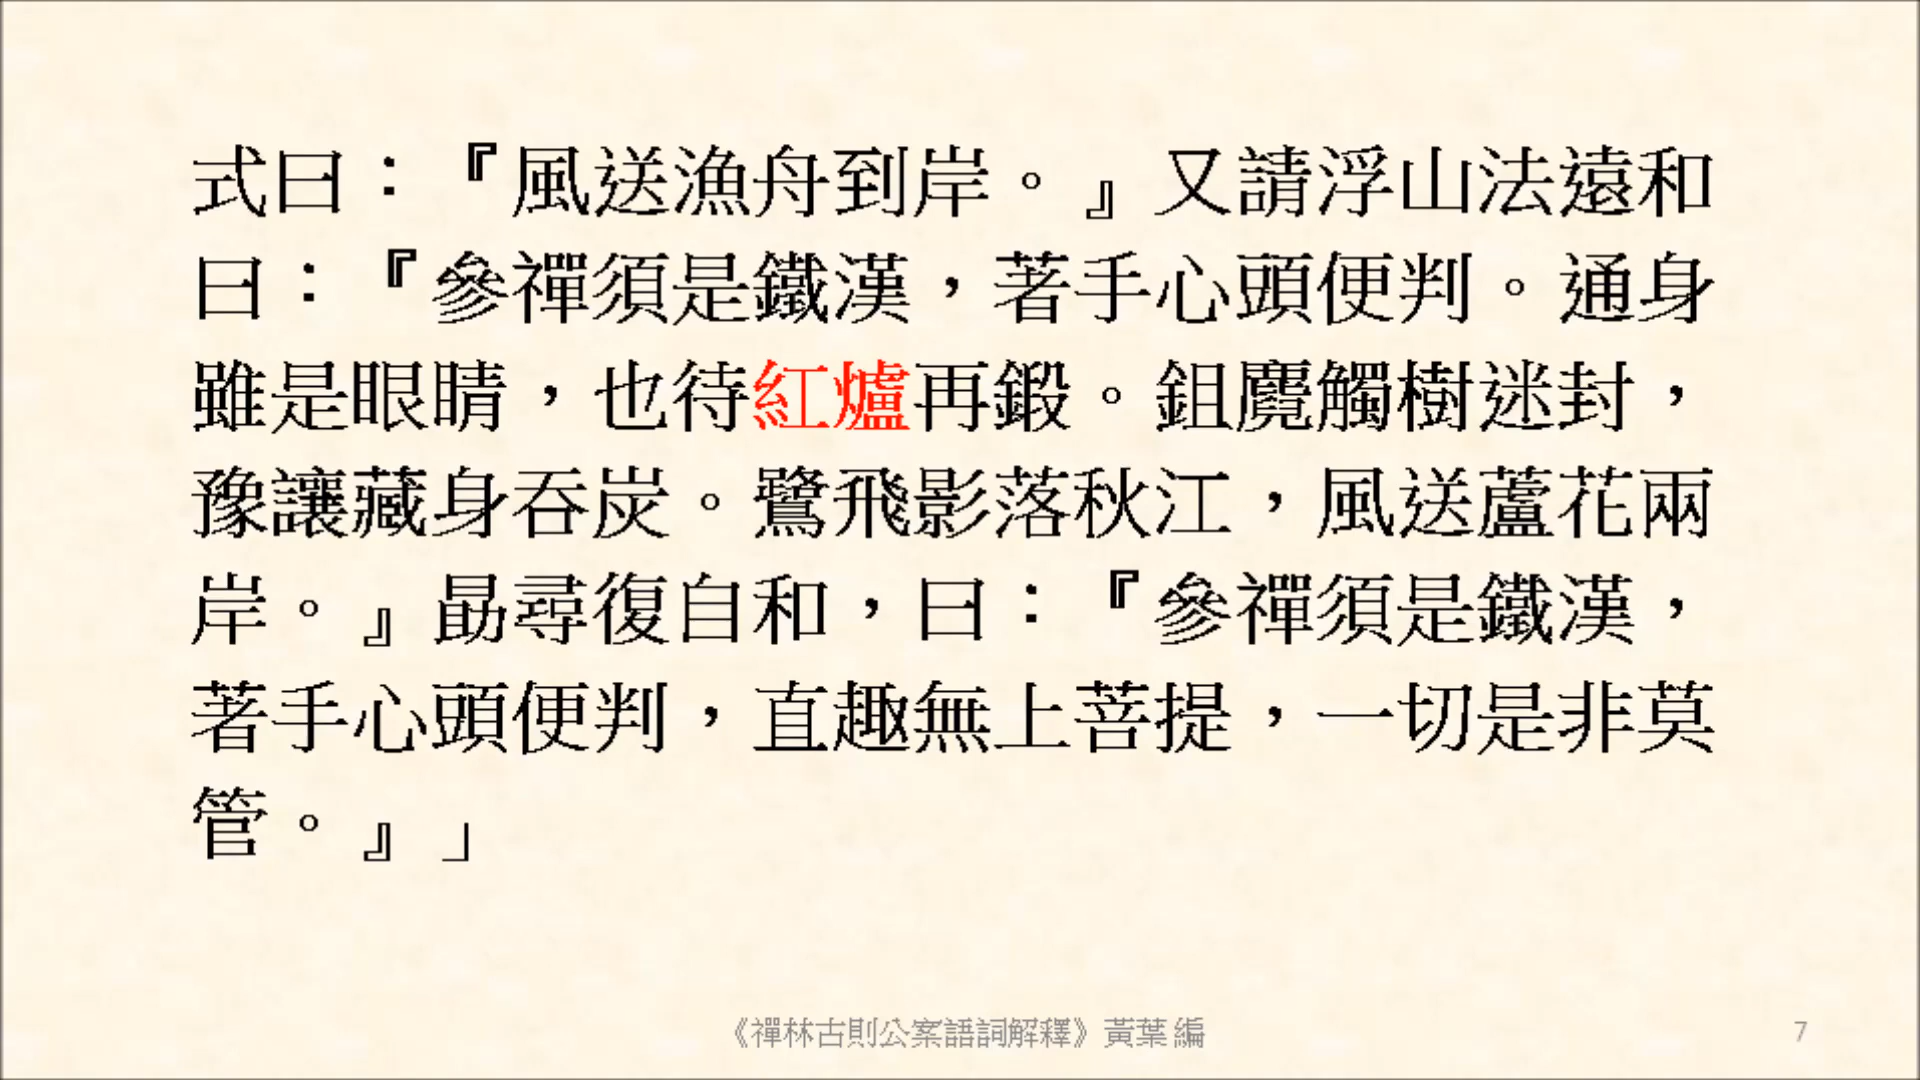 式曰：『風送漁舟到岸。』又請浮山法遠和
曰：『參禪須是鐵漢，著手心頭便判。通身
雖是眼睛，也待紅爐再鍛。鉏麑觸樹迷封，
豫讓藏身吞炭。鷺飛影落秋江，風送蘆花兩
岸。』勗尋復自和，曰：『參禪須是鐵漢，
著手心頭便判，直趣無上菩提，一切是非莫
管。』」
《禪林古則公案語詞解釋》黃葉 編
7